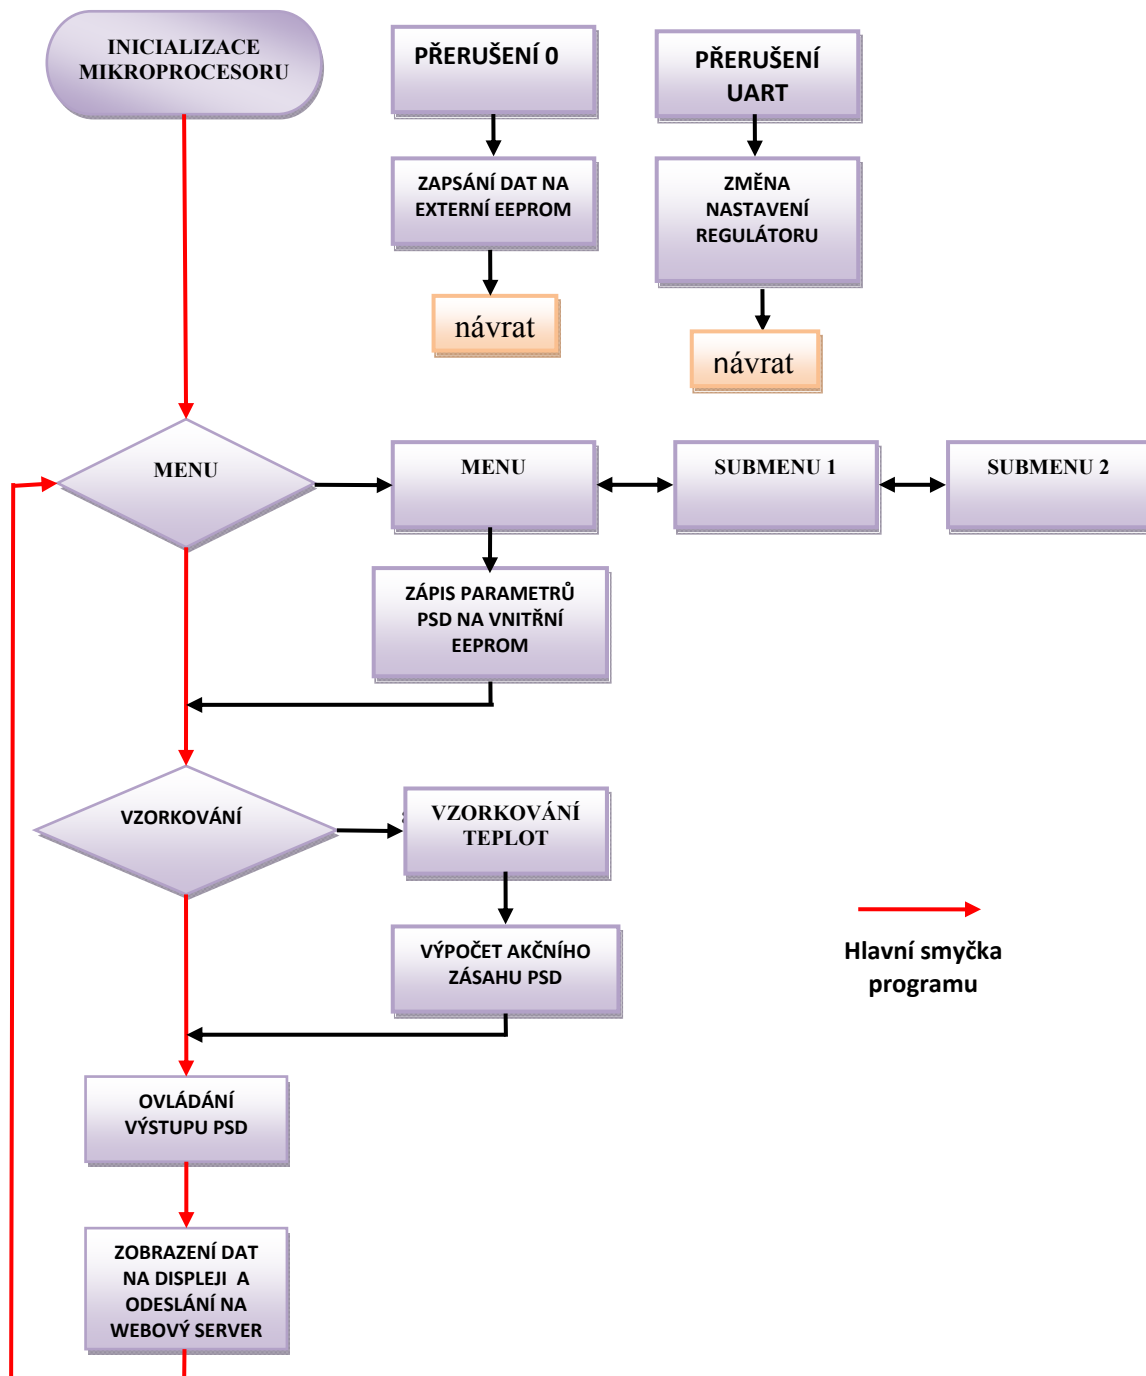 INICIALIZACE
MIKROPROCESORU
PŘERUŠENÍ 0
PŘERUŠENÍ
UART
ZAPSÁNÍ DAT NA
EXTERNÍ EEPROM
ZMĚNA
NASTAVENÍ
REGULÁTORU
návrat
návrat
MENU
MENU
SUBMENU 1
SUBMENU 2
ZÁPIS PARAMETRŮ
PSD NA VNITŘNÍ
EEPROM
VZORKOVÁNÍ
VZORKOVÁNÍ
TEPLOT
VÝPOČET AKČNÍHO
ZÁSAHU PSD
Hlavní smyčka
programu
OVLÁDÁNÍ
VÝSTUPU PSD
ZOBRAZENÍ DAT
NA DISPLEJI A
ODESLÁNÍ NA
WEBOVÝ SERVER